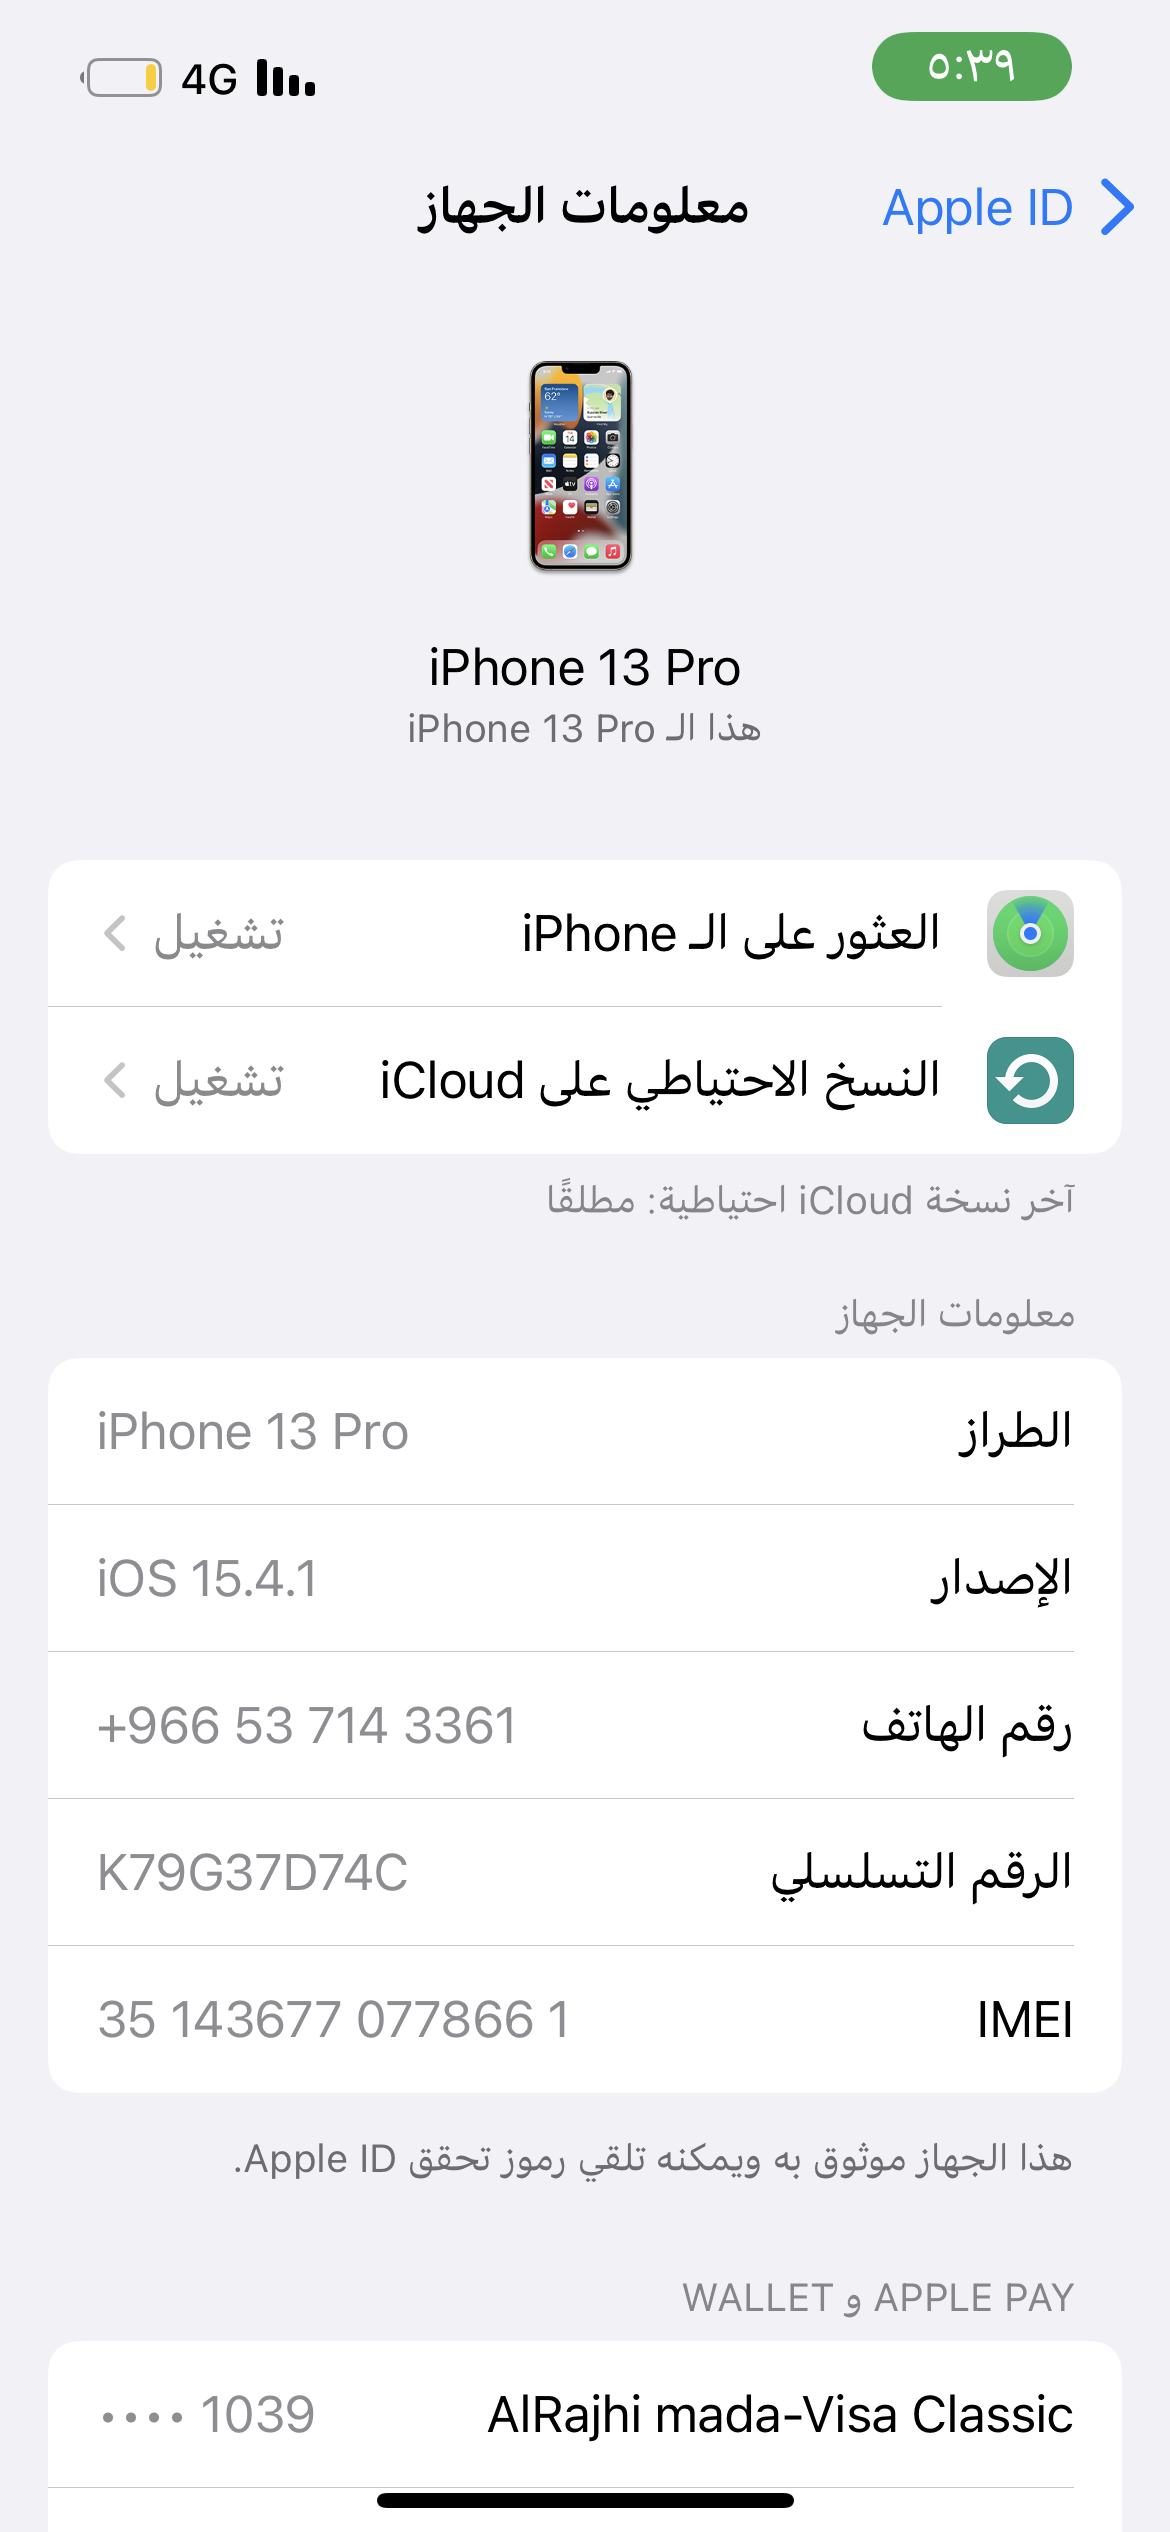 ٥:٣٩
4G
Apple ID
معلومات الجهاز
iPhone 13 Pro
هذا الـ iPhone 13 Pro
العثور على الـ iPhone تشغيل
النسخ الاحتياطي على iCloud تشغيل
آخر نسخة iCloud احتياطية: مطلقًا
معلومات الجهاز
الطراز iPhone 13 Pro
الإصدار iOS 15.4.1
رقم الهاتف +966 53 714 3361
الرقم التسلسلي K79G37D74C
IMEI 35 143677 077866 1
هذا الجهاز موثوق به ويمكنه تلقي رموز تحقق Apple ID.
APPLE PAY و WALLET
AlRajhi mada-Visa Classic •••• 1039